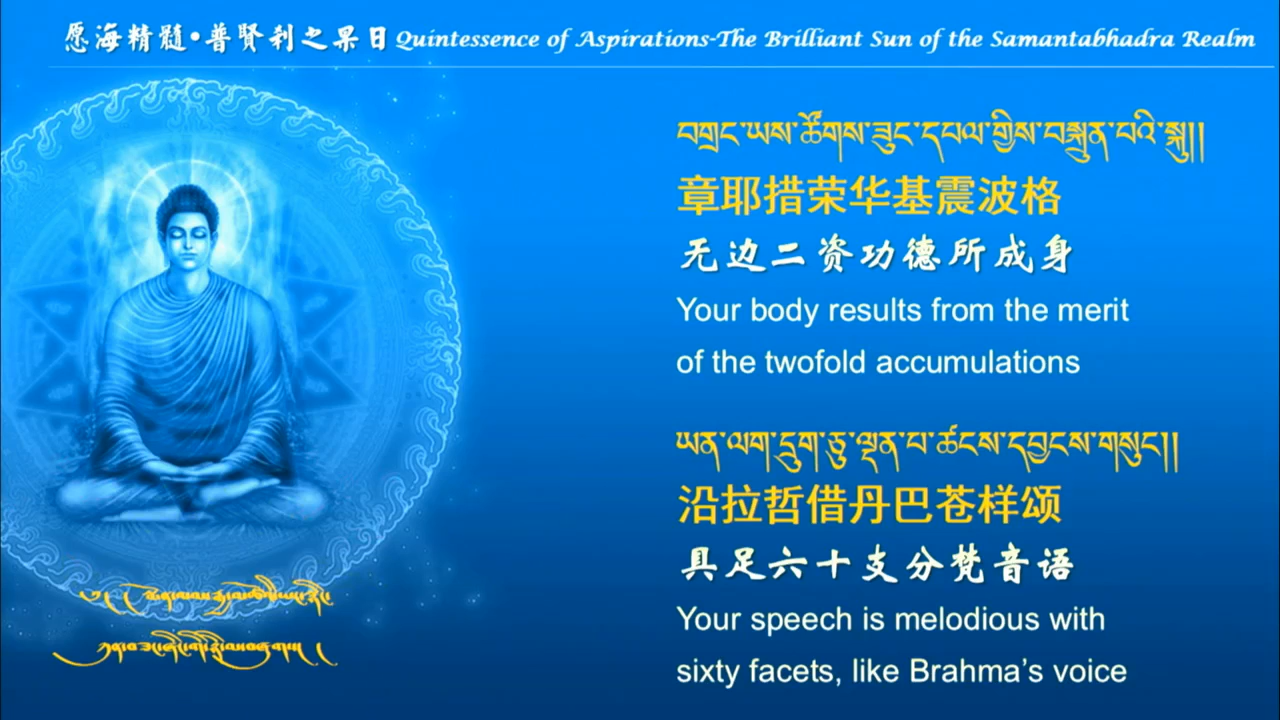 愿海精髓•普賢刹之果日 Quintessence of Aspirations-The Brilliant Sun of the Samantabhadra Realm
བགྲང་ཡས་ཚོགས་ཟུང་དཔལ་གྱིས་བསྐྲུན་པའི་སྐུ།།
章耶措荣华基震波格
无边二资功德所成身
Your body results from the merit
of the twofold accumulations
ཡན་ལག་དྲུག་ཅུ་ལྡན་པ་ཚངས་དབྱངས་གསུང།།
沿拉哲借丹巴苍样颂
具足六十支分梵音语
Your speech is melodious with
sixty facets, like Brahma’s voice